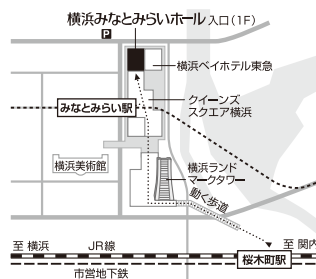 横浜みなとみらいホール 入口(1F)
P
横浜ベイホテル東急
みなとみらい駅
クイーンズ
スクエア横浜
横浜美術館
横浜ランド
マークタワー
動く歩道
至 横浜
JR線
桜木町駅
至 関内
市営地下鉄